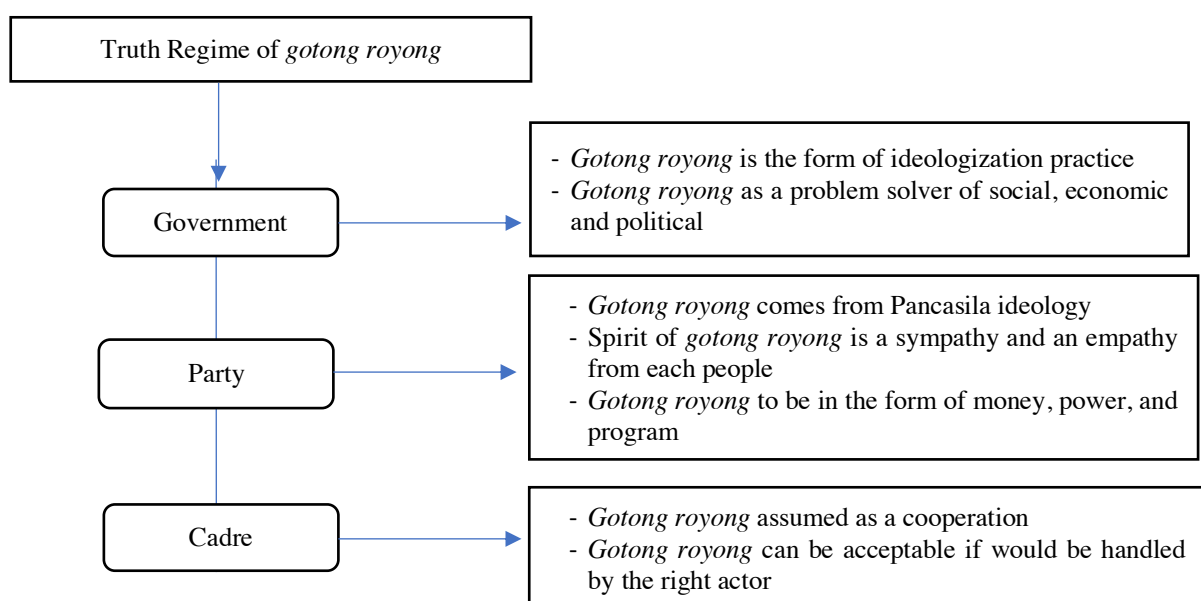 Truth Regime of gotong royong
Government
- Gotong royong is the form of ideologization practice
- Gotong royong as a problem solver of social, economic
and political
Party
- Gotong royong comes from Pancasila ideology
- Spirit of gotong royong is a sympathy and an empathy
from each people
- Gotong royong to be in the form of money, power, and
program
Cadre
- Gotong royong assumed as a cooperation
- Gotong royong can be acceptable if would be handled
by the right actor